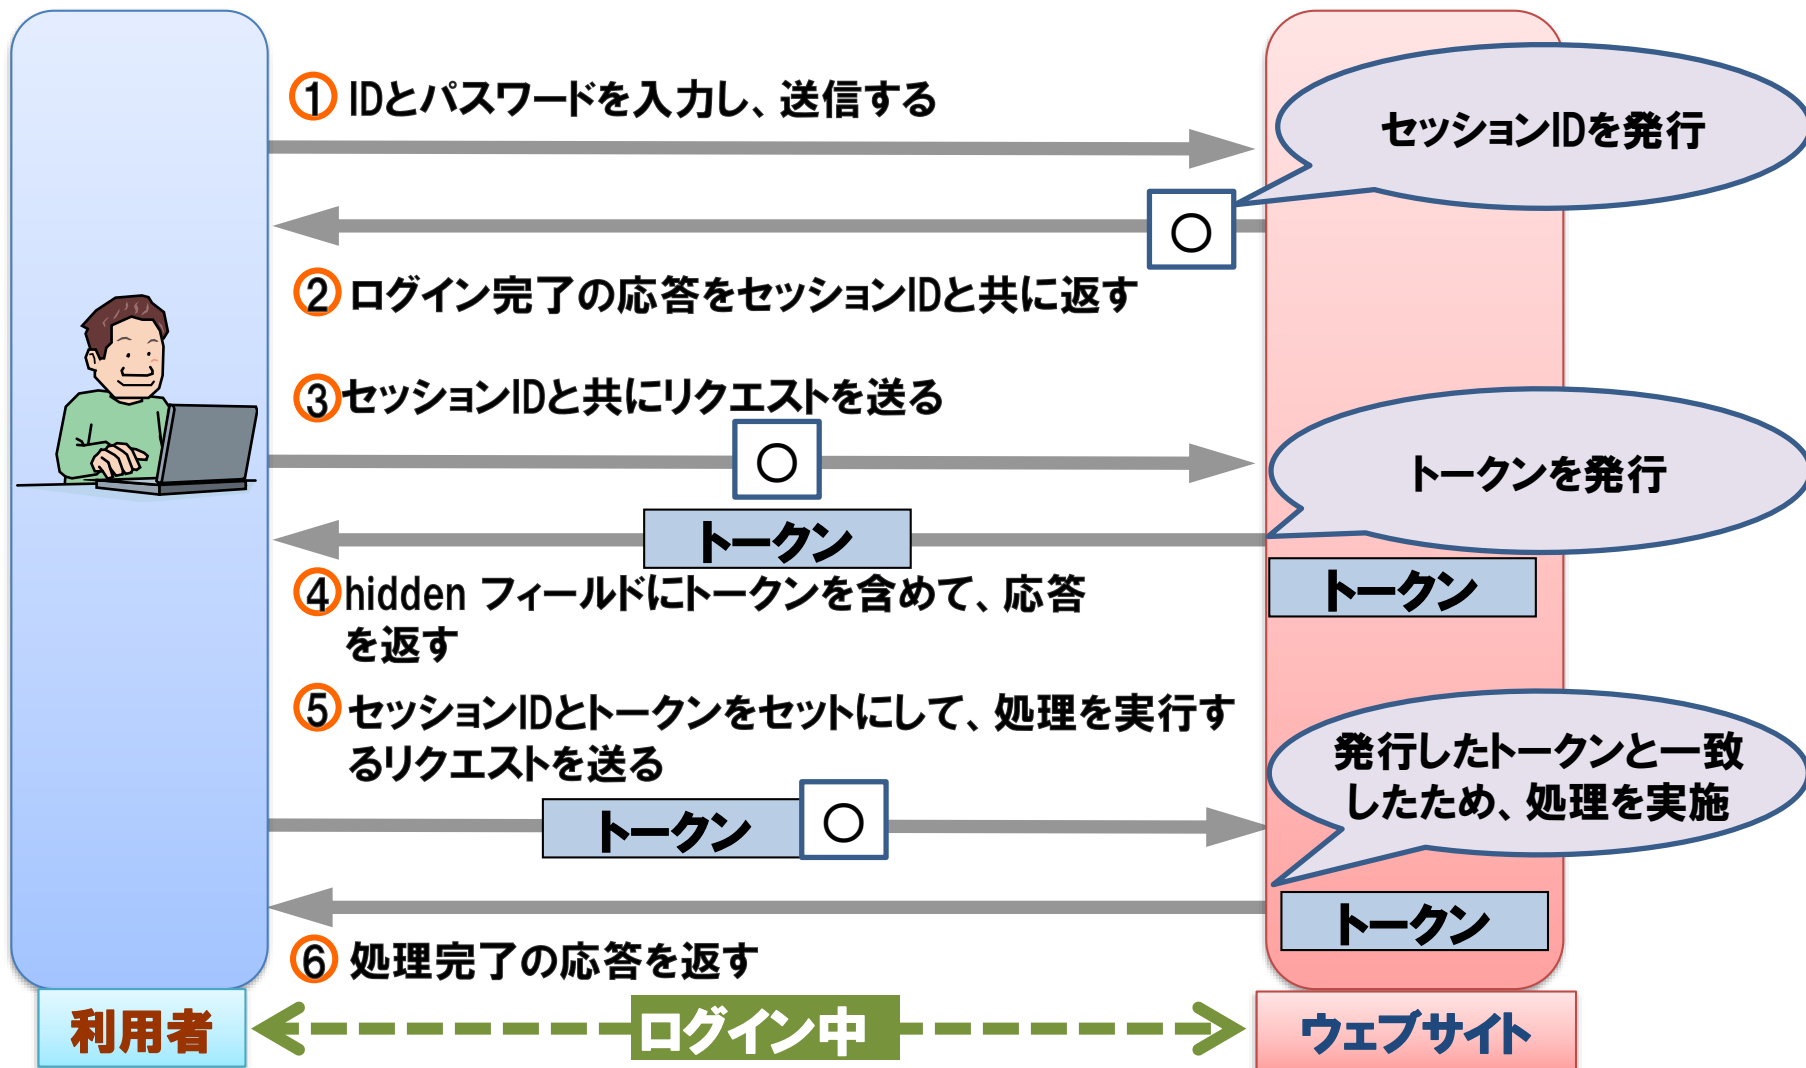 ① IDとパスワードを入力し、送信する
セッションIDを発行
○
② ログイン完了の応答をセッションIDと共に返す
③ セッションIDと共にリクエストを送る
○
トークンを発行
トークン
トークン
④ hidden フィールドにトークンを含めて、応答
を返す
⑤ セッションIDとトークンをセットにして、処理を実行す
るリクエストを送る
発行したトークンと一致
したため、処理を実施
トークン
○
トークン
⑥ 処理完了の応答を返す
利用者
ログイン中
ウェブサイト